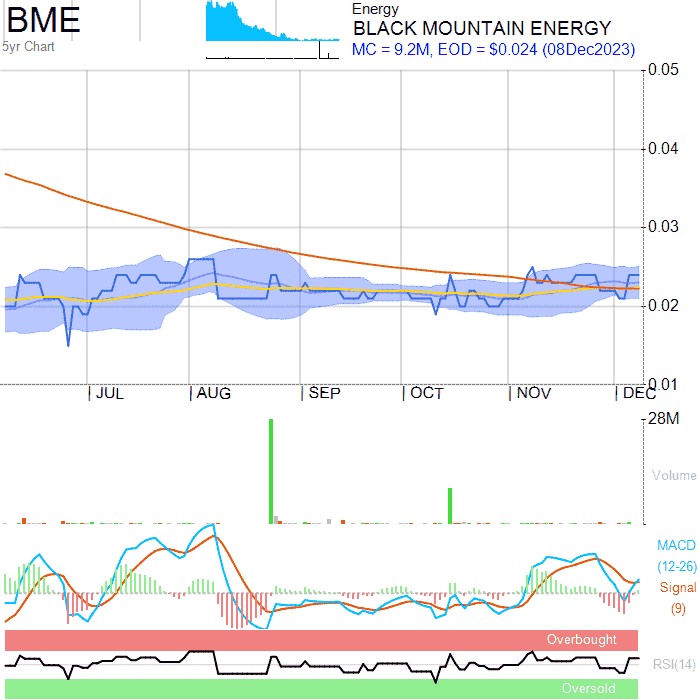 BME
5yr Chart
Energy
BLACK MOUNTAIN ENERGY
MC = 9.2M, EOD = $0.024 (08Dec2023)
0.05
0.04
0.03
0.02
0.01
JUL AUG SEP OCT NOV DEC
28M
Volume
MACD
(12-26)
Signal
(9)
Overbought
RSI(14)
Oversold